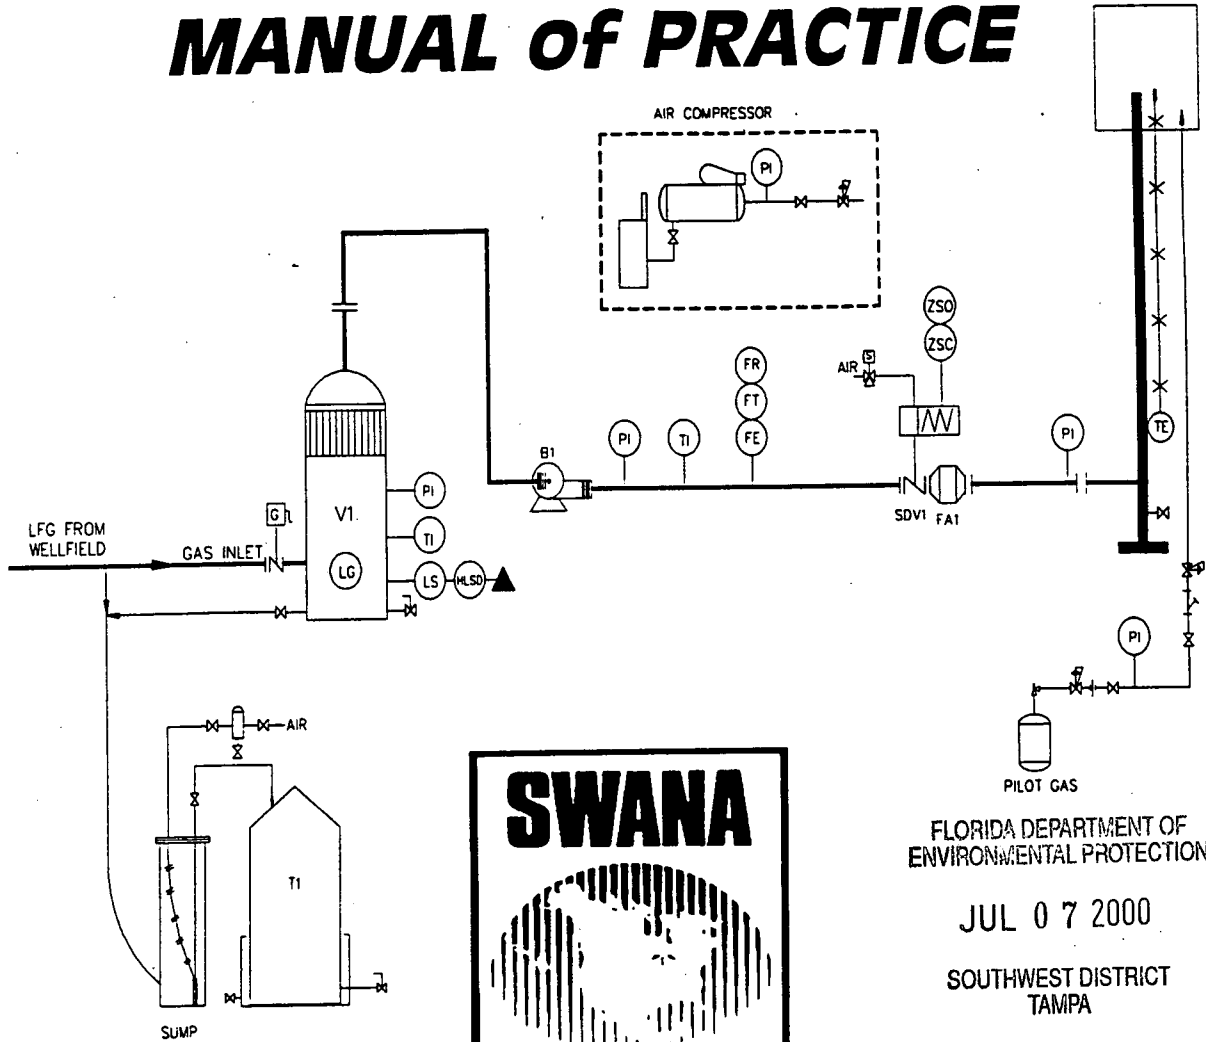 MANUAL of PRACTICE
AIR COMPRESSOR
PI
ZSO
ZSC
S
AIR
FR
FT
FE
PI
TI
B1
PI
TE
SDV1
FA1
PI
TI
G
V1
LG
LS
HLSD
LFG FROM
WELLFIELD
GAS INLET
PI
PILOT GAS
AIR
T1
SUMP
SWANA
FLORIDA DEPARTMENT OF
ENVIRONMENTAL PROTECTION
JUL 07 2000
SOUTHWEST DISTRICT
TAMPA